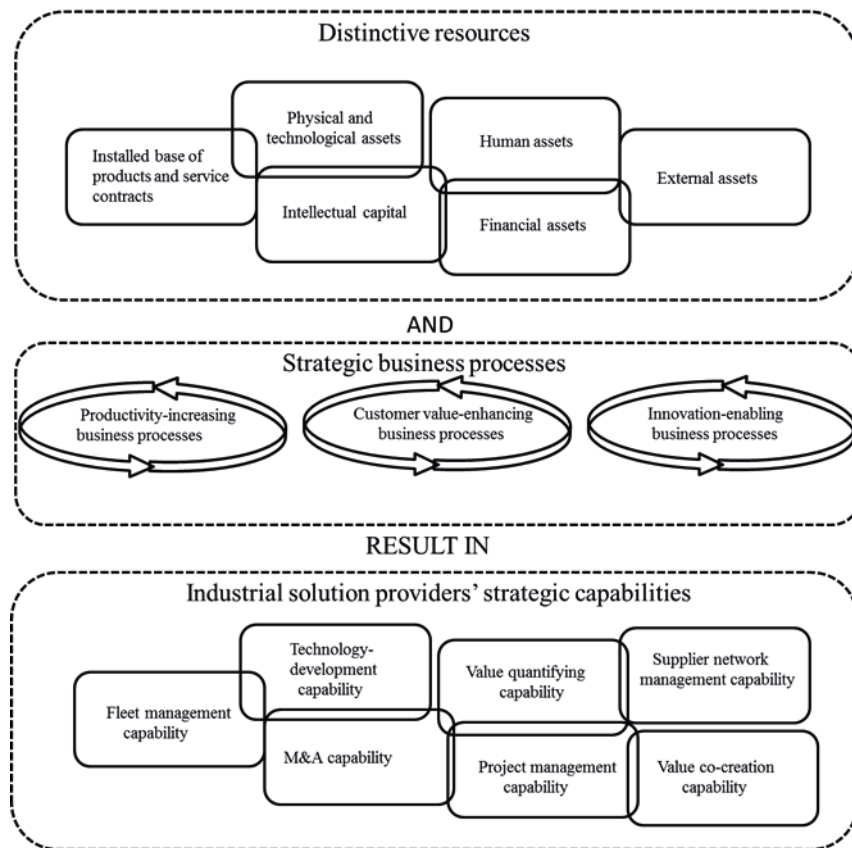 Distinctive resources
Physical and
technological assets
Human assets
Installed base of
products and service
contracts
External assets
Intellectual capital
Financial assets
AND
Strategic business processes
Productivity-increasing
business processes
Customer value-enhancing
business processes
Innovation-enabling
business processes
RESULT IN
Industrial solution providers’ strategic capabilities
Technology-
development
capability
Value quantifying
capability
Supplier network
management capability
Fleet management
capability
M&A capability
Project management
capability
Value co-creation
capability